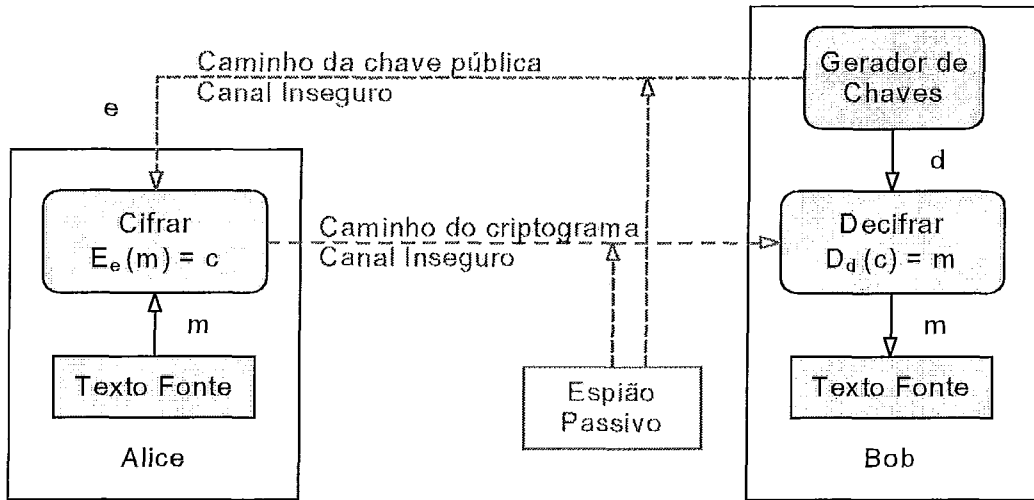 Caminho da chave pública
Canal Inseguro
Gerador de
Chaves
e
d
Cifrar
Eₑ(m) = c
Caminho do criptograma
Canal Inseguro
Decifrar
D_d(c) = m
m
m
Texto Fonte
Espião
Passivo
Texto Fonte
Alice
Bob